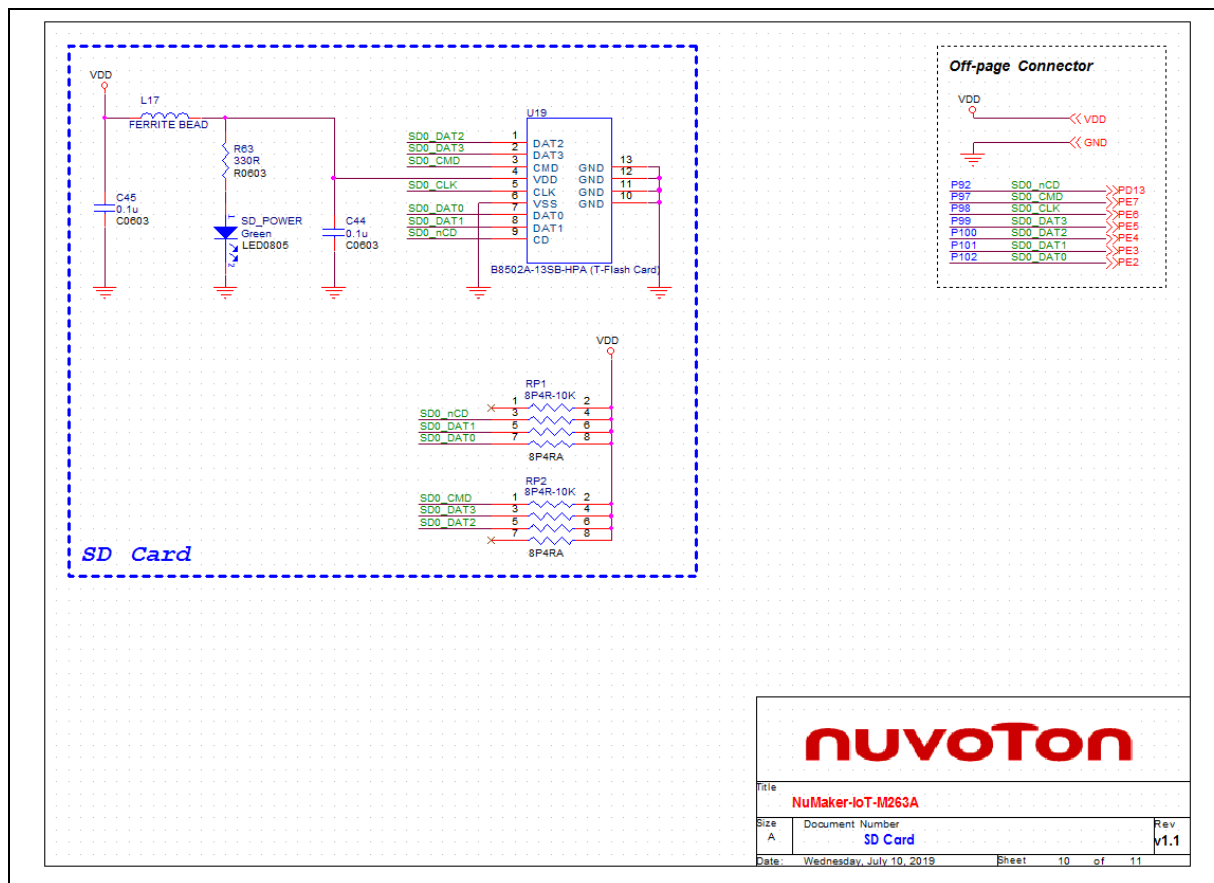 VDD
L17
FERRITE BEAD
R63
330R
R0603
C45
0.1u
C0603
1
SD_POWER
Green
LED0805
2
C44
0.1u
C0603
U19
SD0_DAT2 1 DAT2
SD0_DAT3 2 DAT3
SD0_CMD 3 CMD GND 13
4 VDD GND 12
SD0_CLK 5 CLK GND 11
6 VSS GND 10
SD0_DAT0 7 DAT0
SD0_DAT1 8 DAT1
SD0_nCD 9 CD
B8502A-13SB-HPA (T-Flash Card)
VDD
RP1
8P4R-10K
1 2
SD0_nCD 3 4
SD0_DAT1 5 6
SD0_DAT0 7 8
8P4RA
RP2
8P4R-10K
SD0_CMD 1 2
SD0_DAT3 3 4
SD0_DAT2 5 6
7 8
8P4RA
SD Card
Off-page Connector
VDD
VDD
GND
P92 SD0_nCD PD13
P97 SD0_CMD PE7
P98 SD0_CLK PE6
P99 SD0_DAT3 PE5
P100 SD0_DAT2 PE4
P101 SD0_DAT1 PE3
P102 SD0_DAT0 PE2
nuvoTon
Title
NuMaker-IoT-M263A
Size
A
Document Number
SD Card
Rev
v1.1
Date: Wednesday, July 10, 2019 Sheet 10 of 11